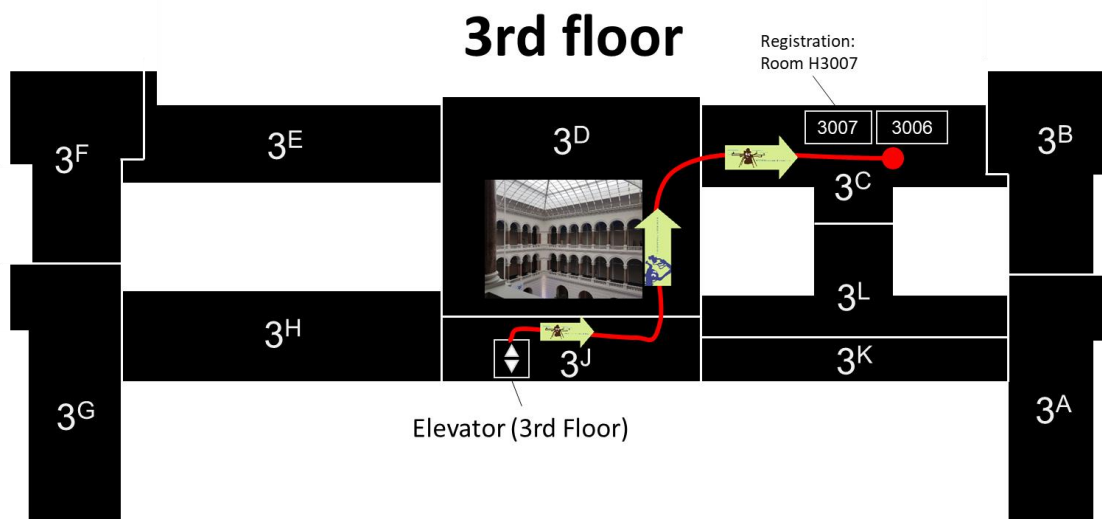 3rd floor
Registration:
Room H3007
3007 3006
3F
3E
3D
3C
3B
3H
3L
3J
3K
3G
3A
Elevator (3rd Floor)